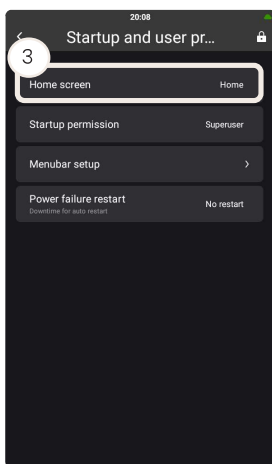 20:08
Startup and user pr...
3
Home screen Home
Startup permission Superuser
Menubar setup >
Power failure restart No restart
Downtime for auto restart